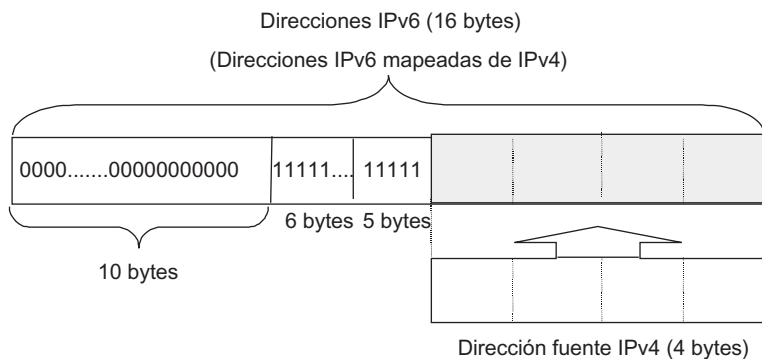 Direcciones IPv6 (16 bytes)
(Direcciones IPv6 mapeadas de IPv4)
0000.......00000000000 11111.... 11111
6 bytes 5 bytes
10 bytes
Dirección fuente IPv4 (4 bytes)